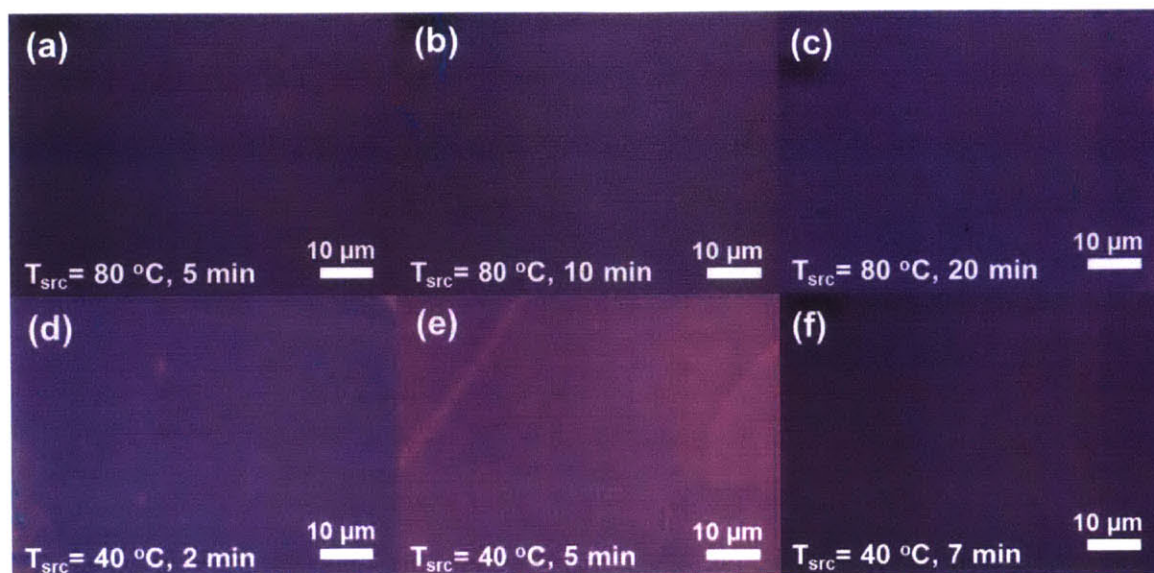 (a)
10 µm
Tsrc= 80 °C, 5 min
(b)
10 µm
Tsrc= 80 °C, 10 min
(c)
10 µm
Tsrc= 80 °C, 20 min
(d)
10 µm
Tsrc= 40 °C, 2 min
(e)
10 µm
Tsrc= 40 °C, 5 min
(f)
10 µm
Tsrc= 40 °C, 7 min